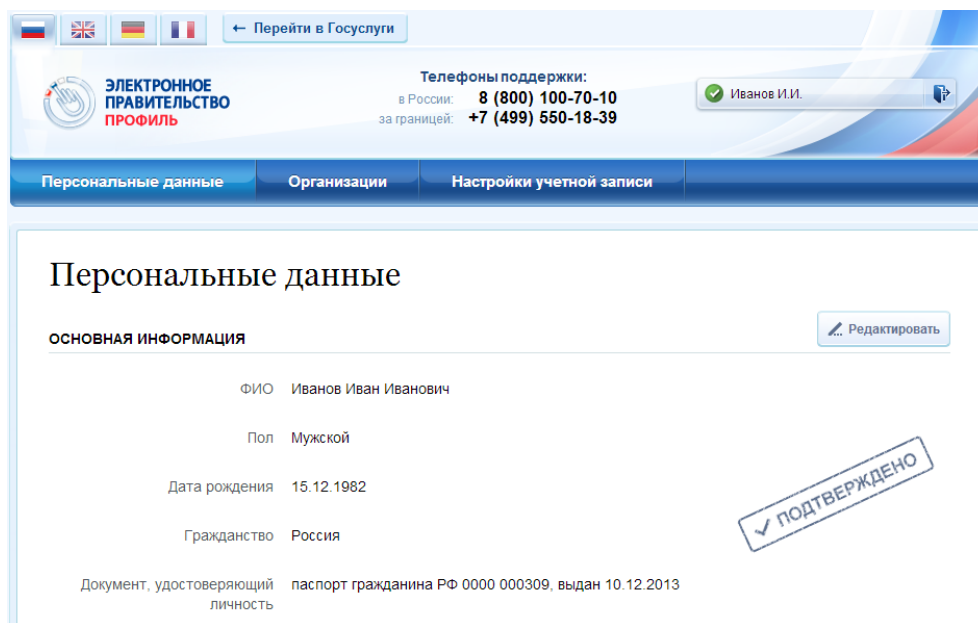 ← Перейти в Госуслуги
ЭЛЕКТРОННОЕ
ПРАВИТЕЛЬСТВО
ПРОФИЛЬ
Телефоны поддержки:
в России: 8 (800) 100-70-10
за границей: +7 (499) 550-18-39
Иванов И.И.
Персональные данные Организации Настройки учетной записи
Персональные данные
ОСНОВНАЯ ИНФОРМАЦИЯ
Редактировать
ФИО Иванов Иван Иванович
Пол Мужской
Дата рождения 15.12.1982
Гражданство Россия
Документ, удостоверяющий личность паспорт гражданина РФ 0000 000309, выдан 10.12.2013
✓ ПОДТВЕРЖДЕНО